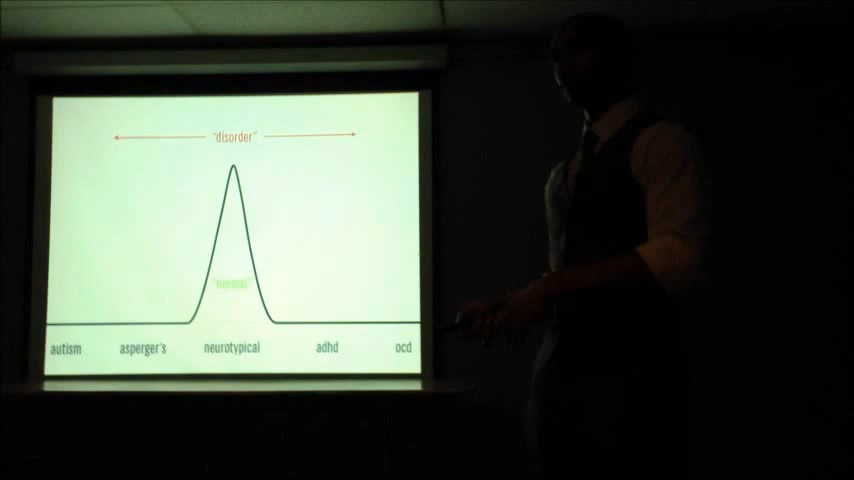 "disorder"
"normal"
autism asperger's neurotypical adhd ocd